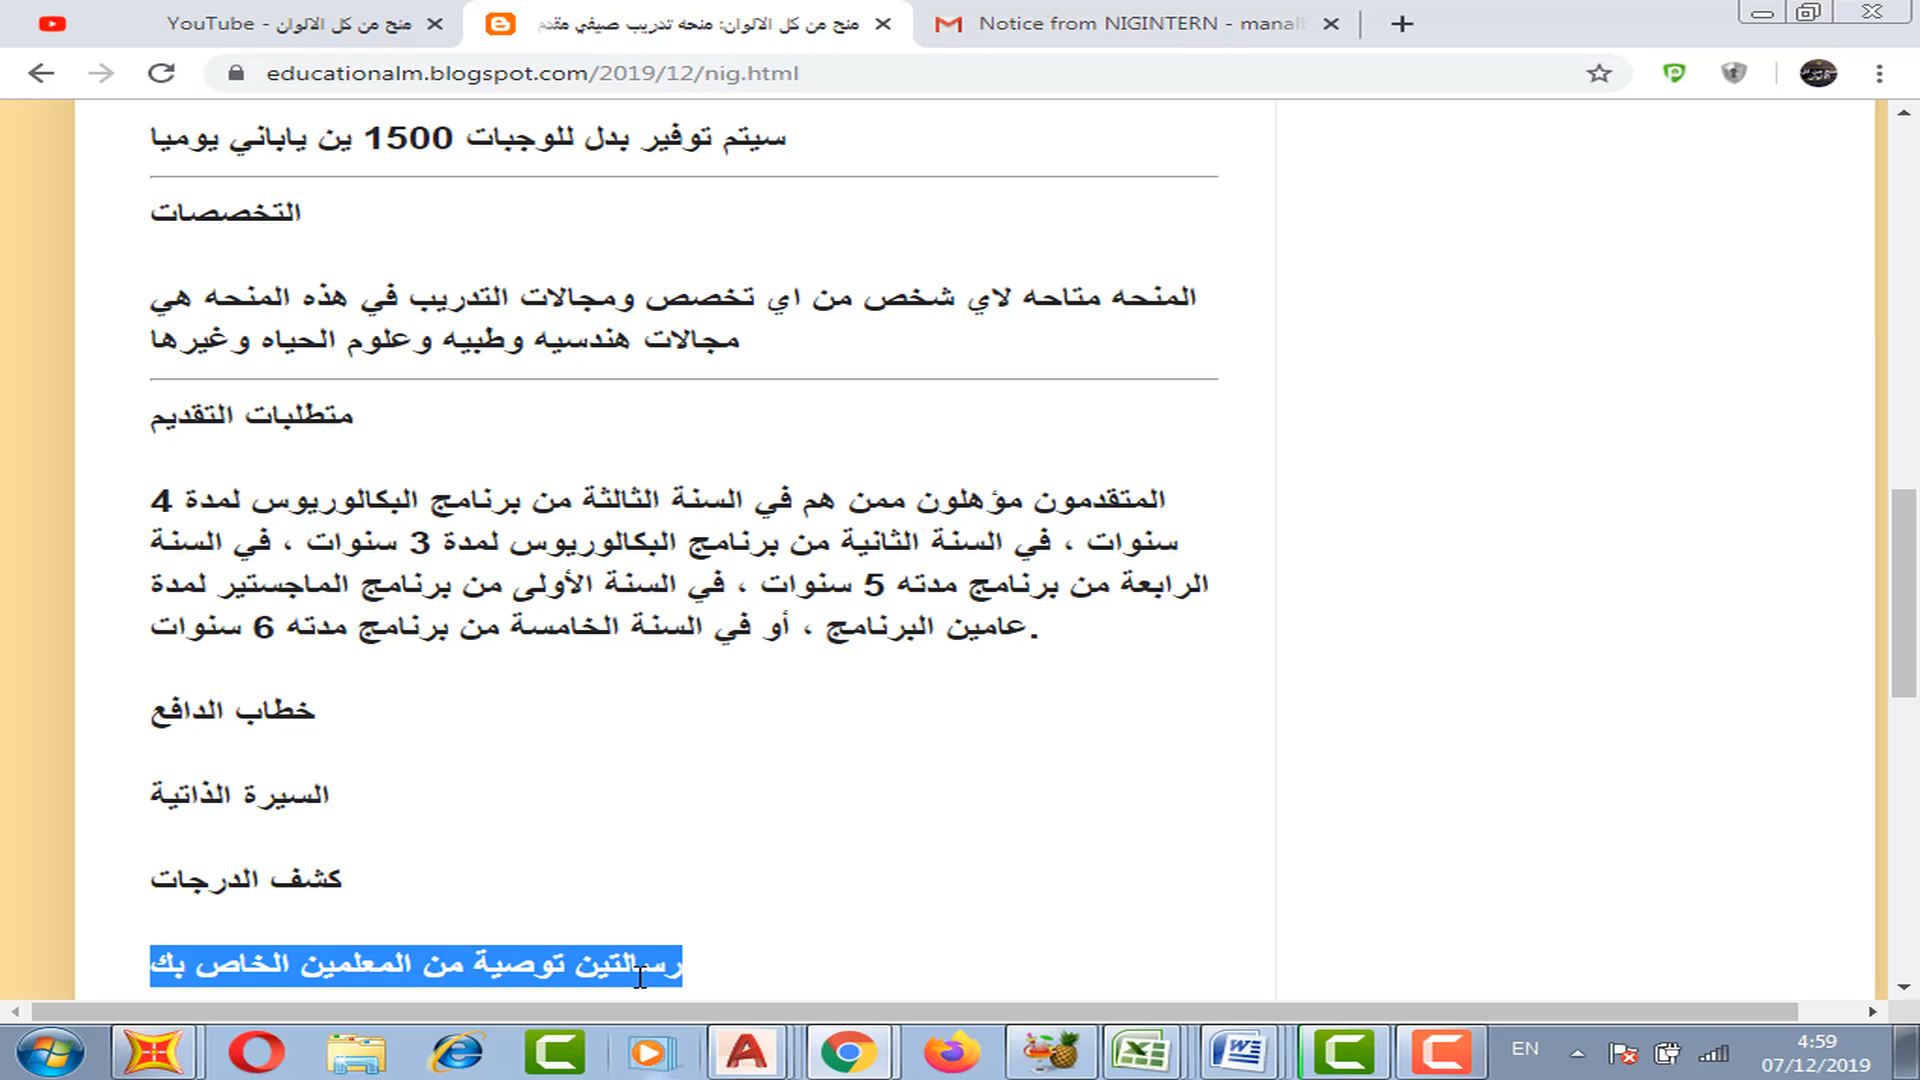 منح من كل الالوان - YouTube
منح من كل الالوان: منحه تدريب صيفي مقدم
Notice from NIGINTERN - manal
educationalm.blogspot.com/2019/12/nig.html
سيتم توفير بدل للوجبات 1500 ين ياباني يوميا
التخصصات
المنحه متاحه لاي شخص من اي تخصص ومجالات التدريب في هذه المنحه هي
مجالات هندسيه وطبيه وعلوم الحياه وغيرها
متطلبات التقديم
المتقدمون مؤهلون ممن هم في السنة الثالثة من برنامج البكالوريوس لمدة 4
سنوات ، في السنة الثانية من برنامج البكالوريوس لمدة 3 سنوات ، في السنة
الرابعة من برنامج مدته 5 سنوات ، في السنة الأولى من برنامج الماجستير لمدة
عامين البرنامج ، أو في السنة الخامسة من برنامج مدته 6 سنوات.
خطاب الدافع
السيرة الذاتية
كشف الدرجات
رسالتين توصية من المعلمين الخاص بك
EN
4:59
07/12/2019